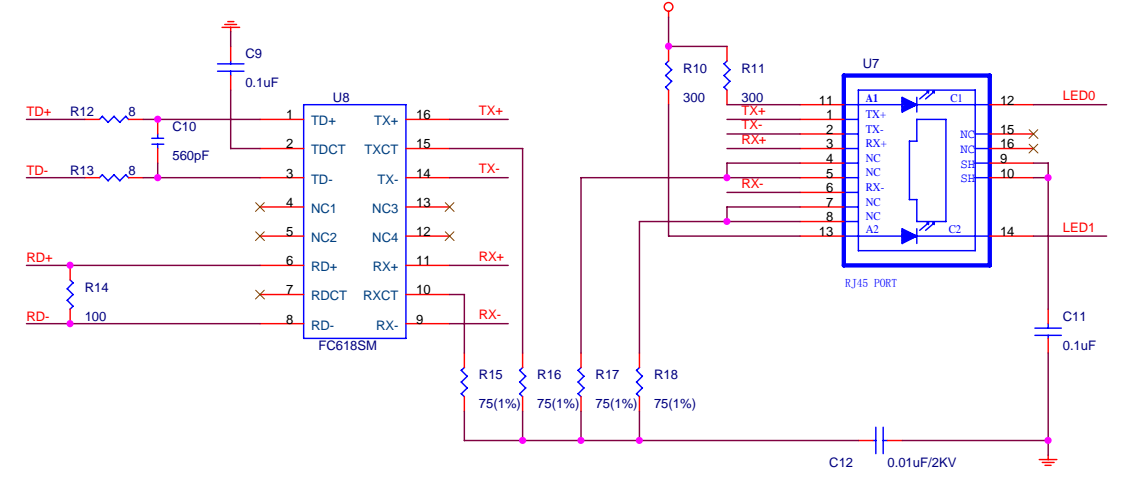 C9
0.1uF
U8
TD+
R12
8
1
TD+
TX+
16
TX+
C10
560pF
2
TDCT
TXCT
15
TD-
R13
8
3
TD-
TX-
14
TX-
4
NC1
NC3
13
5
NC2
NC4
12
RD+
6
RD+
RX+
11
RX+
R14
100
7
RDCT
RXCT
10
RD-
8
RD-
RX-
9
RX-
FC618SM
R15
75(1%)
R16
75(1%)
R17
75(1%)
R18
75(1%)
R10
300
R11
300
U7
11
A1
C1
12
LED0
TX+
1
TX+
TX-
2
TX-
NC
15
RX+
3
RX+
NC
16
4
NC
SH
9
5
NC
SH
10
RX-
6
RX-
7
NC
8
NC
13
A2
C2
14
LED1
RJ45 PORT
C11
0.1uF
C12
0.01uF/2KV